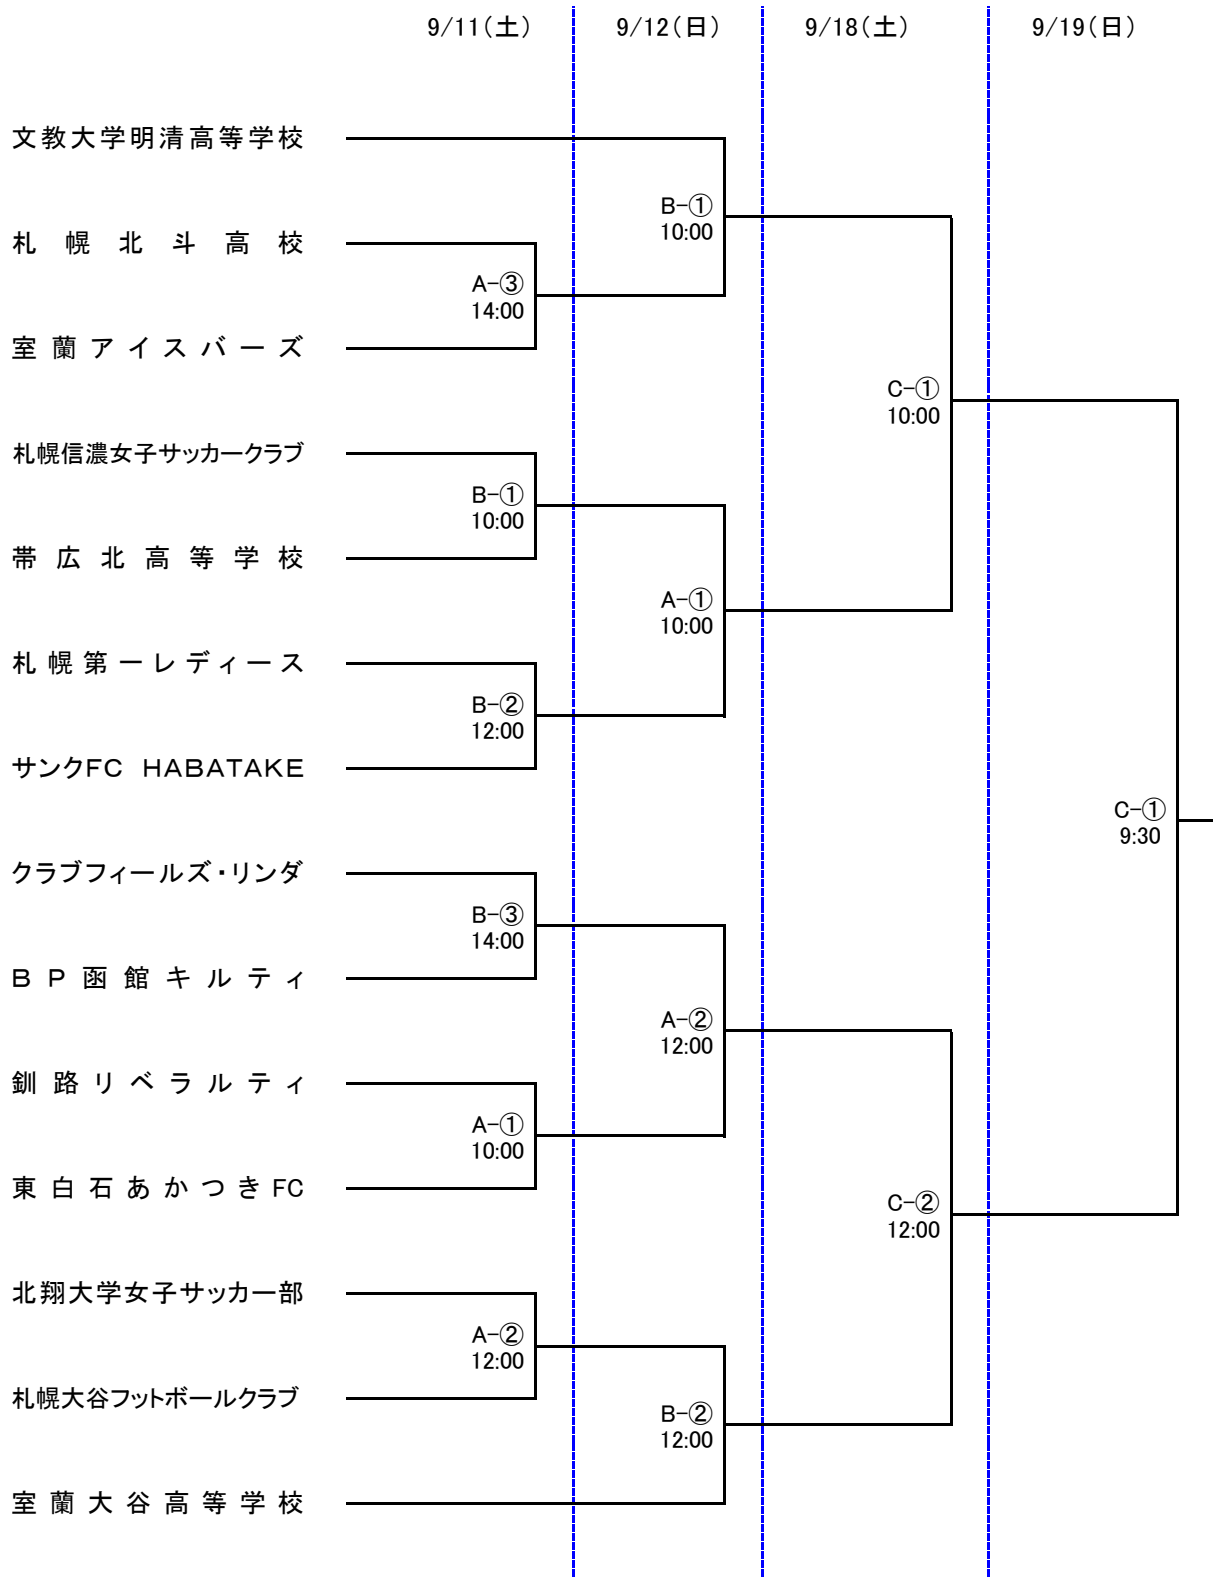 9/11(土) 9/12(日) 9/18(土) 9/19(日)
文教大学明清高等学校
B-①
10:00
札幌北斗高校
A-③
14:00
室蘭アイスバーズ
C-①
10:00
札幌信濃女子サッカークラブ
B-①
10:00
帯広北高等学校
A-①
10:00
札幌第一レディース
B-②
12:00
サンクFC HABATAKE
C-①
9:30
クラブフィールズ・リンダ
B-③
14:00
BP函館キルティ
A-②
12:00
釧路リベラルティ
A-①
10:00
東白石あかつきFC
C-②
12:00
北翔大学女子サッカー部
A-②
12:00
札幌大谷フットボールクラブ
B-②
12:00
室蘭大谷高等学校